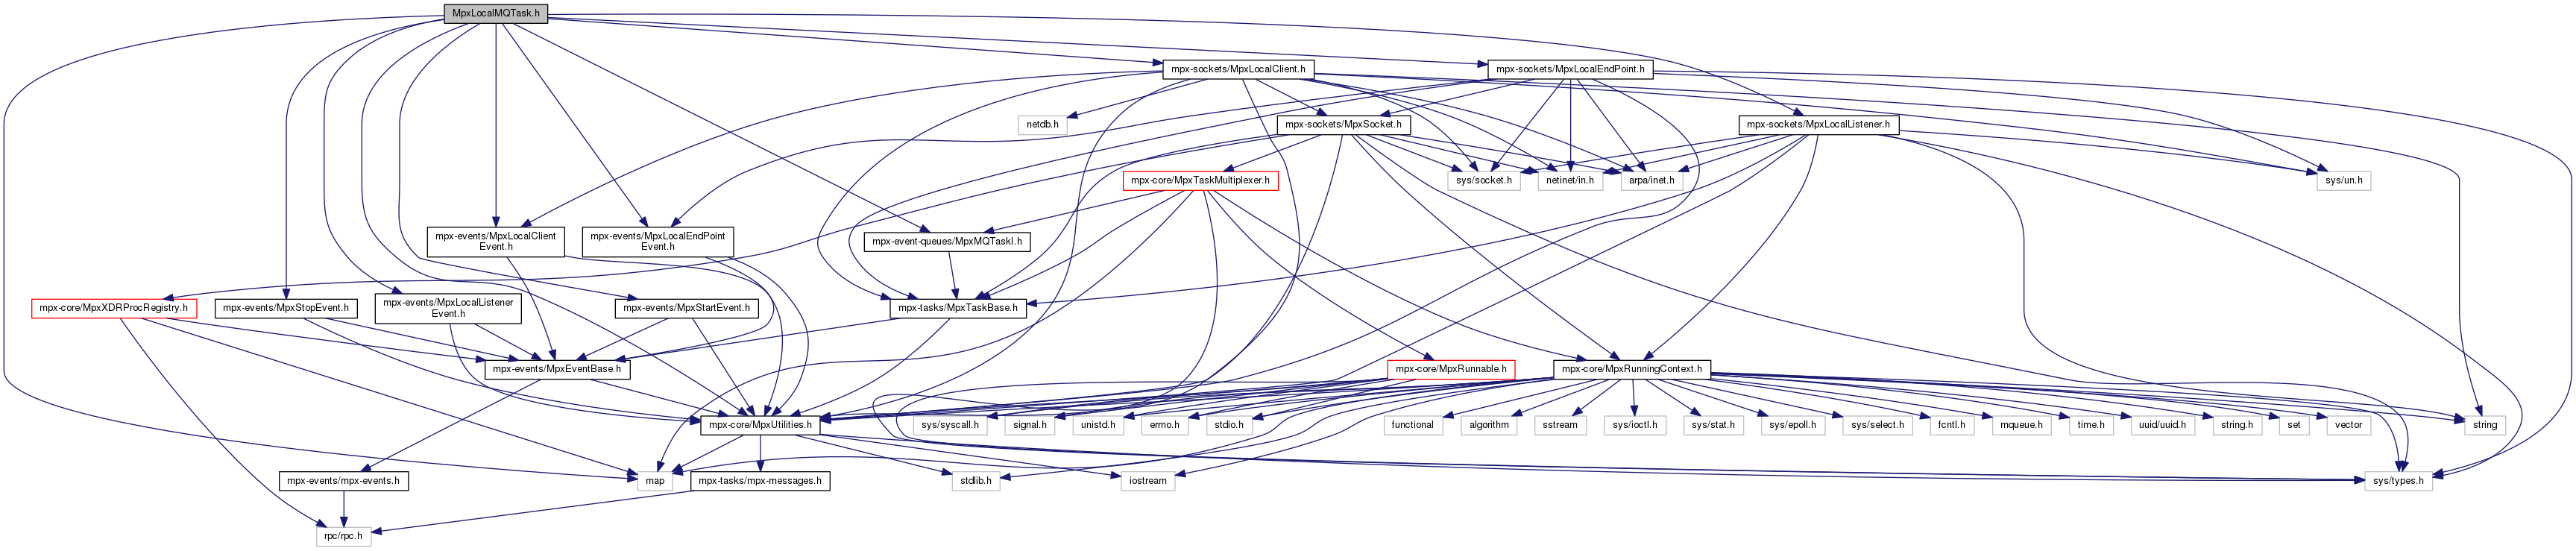 MpxLocalMQTask.h
mpx-sockets/MpxLocalClient.h
mpx-sockets/MpxLocalEndPoint.h
netdb.h
mpx-sockets/MpxSocket.h
mpx-sockets/MpxLocalListener.h
mpx-core/MpxTaskMultiplexer.h
sys/socket.h
netinet/in.h
arpa/inet.h
sys/un.h
mpx-events/MpxLocalClient
Event.h
mpx-events/MpxLocalEndPoint
Event.h
mpx-event-queues/MpxMQTaskI.h
mpx-core/MpxXDRProcRegistry.h
mpx-events/MpxStopEvent.h
mpx-events/MpxLocalListener
Event.h
mpx-events/MpxStartEvent.h
mpx-tasks/MpxTaskBase.h
mpx-events/MpxEventBase.h
mpx-core/MpxRunnable.h
mpx-core/MpxRunningContext.h
mpx-core/MpxUtilities.h
sys/syscall.h
signal.h
unistd.h
errno.h
stdio.h
functional
algorithm
sstream
sys/ioctl.h
sys/stat.h
sys/epoll.h
sys/select.h
fcntl.h
mqueue.h
time.h
uuid/uuid.h
string.h
set
vector
string
mpx-events/mpx-events.h
map
mpx-tasks/mpx-messages.h
stdlib.h
iostream
sys/types.h
rpc/rpc.h